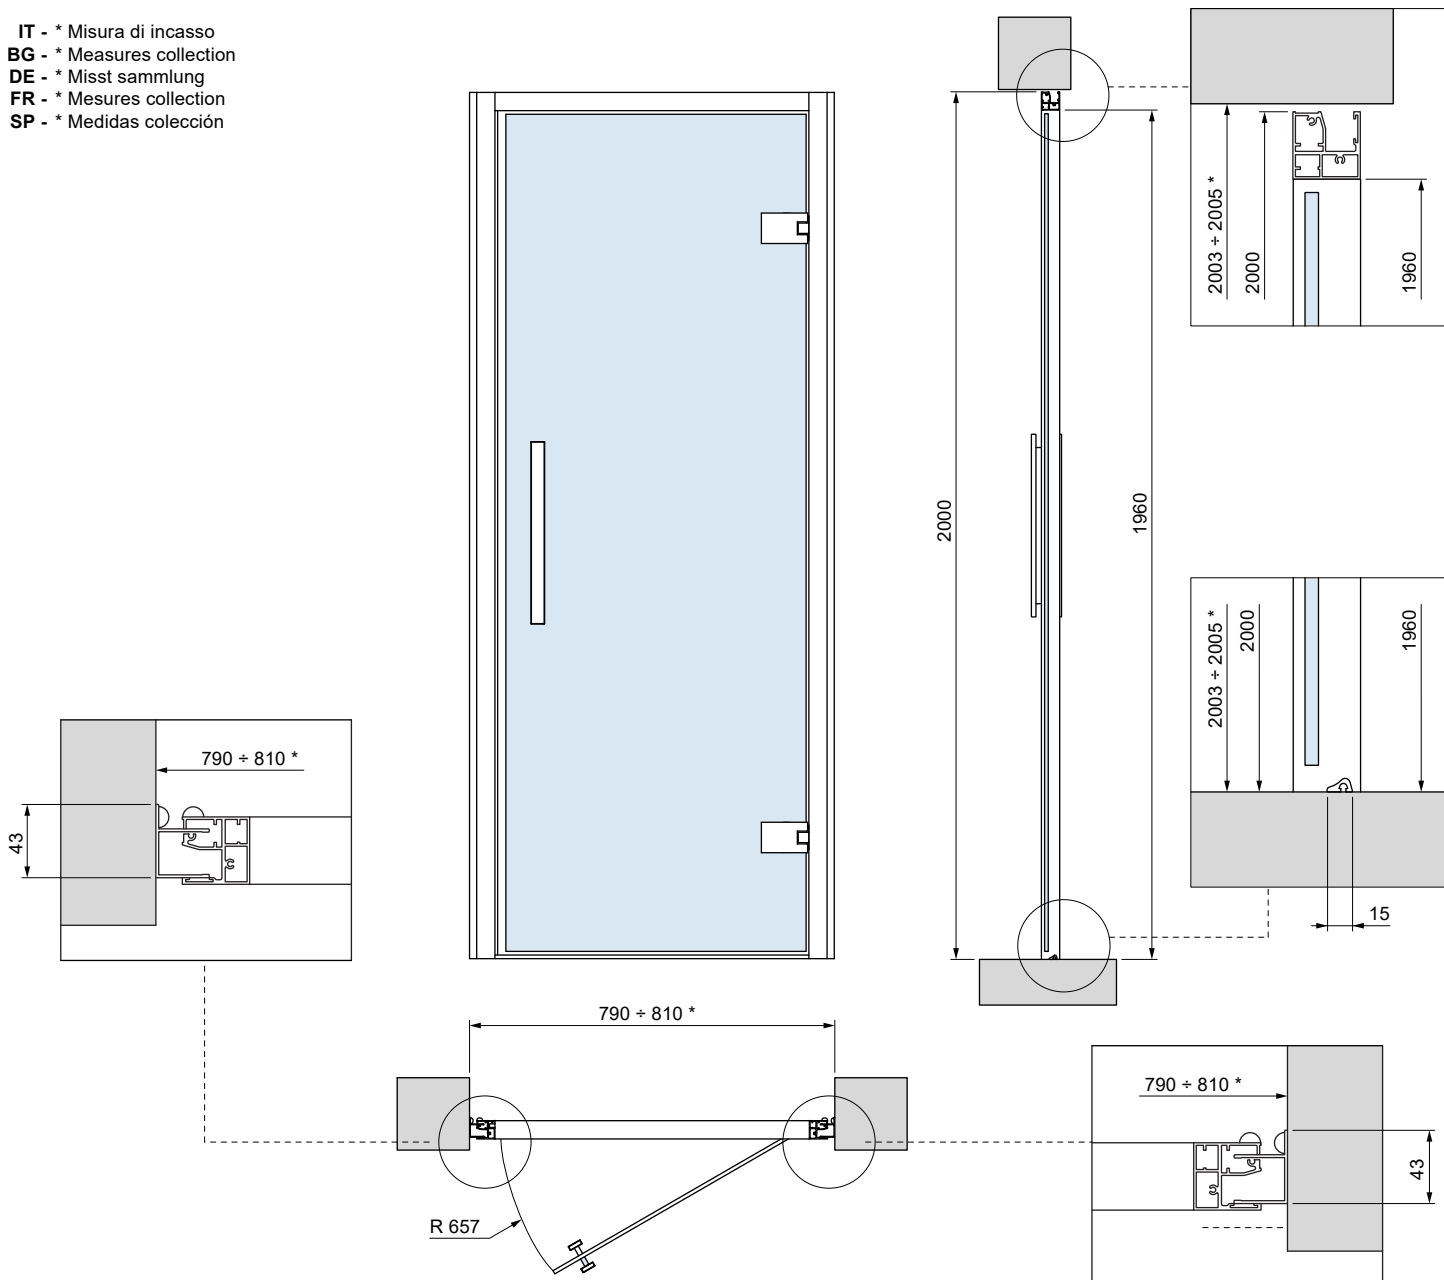 IT - * Misura di incasso
BG - * Measures collection
DE - * Misst sammlung
FR - * Mesures collection
SP - * Medidas colección
2003 ÷ 2005 *
2000
1960
2000
1960
2003 ÷ 2005 *
2000
1960
15
790 ÷ 810 *
43
790 ÷ 810 *
R 657
790 ÷ 810 *
43